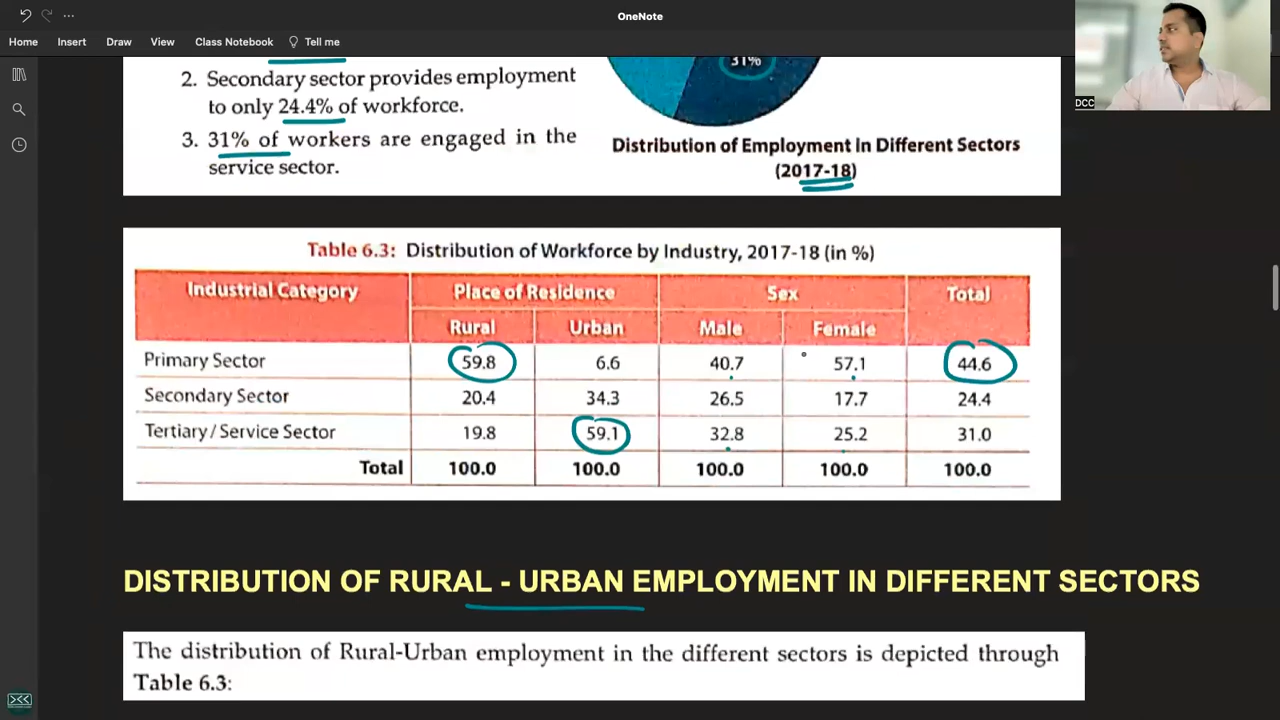 OneNote
Home Insert Draw View Class Notebook Tell me
DCC
2. Secondary sector provides employment
to only 24.4% of workforce.
3. 31% of workers are engaged in the
service sector.
31%
Distribution of Employment In Different Sectors
(2017-18)
Table 6.3: Distribution of Workforce by Industry, 2017-18 (in %)
Industrial Category Place of Residence Sex Total
Rural Urban Male Female
Primary Sector 59.8 6.6 40.7 57.1 44.6
Secondary Sector 20.4 34.3 26.5 17.7 24.4
Tertiary/Service Sector 19.8 59.1 32.8 25.2 31.0
Total 100.0 100.0 100.0 100.0 100.0
DISTRIBUTION OF RURAL - URBAN EMPLOYMENT IN DIFFERENT SECTORS
The distribution of Rural-Urban employment in the different sectors is depicted through
Table 6.3: